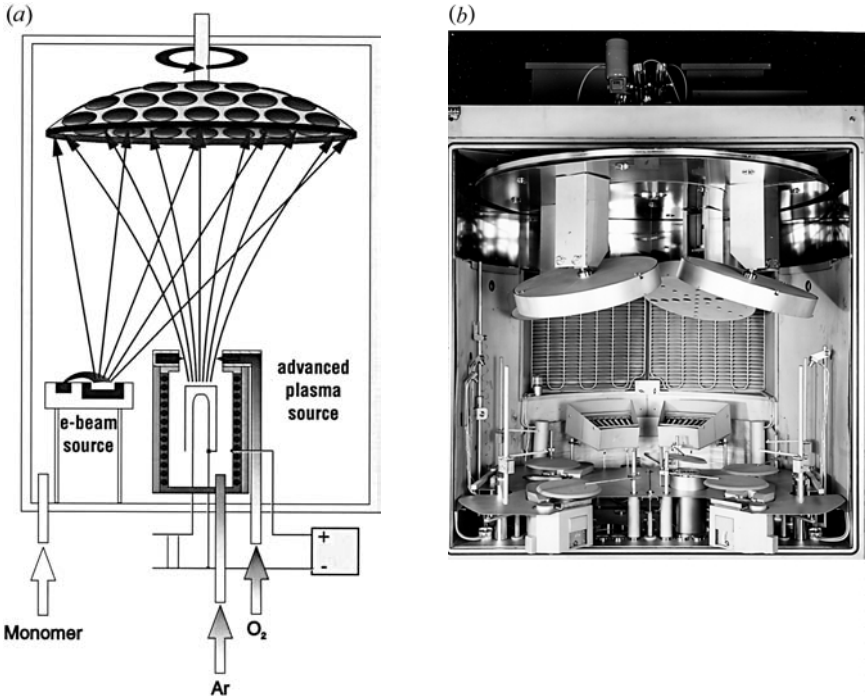 (a)
(b)
advanced
plasma
source
e-beam
source
+
-
Monomer
O₂
Ar